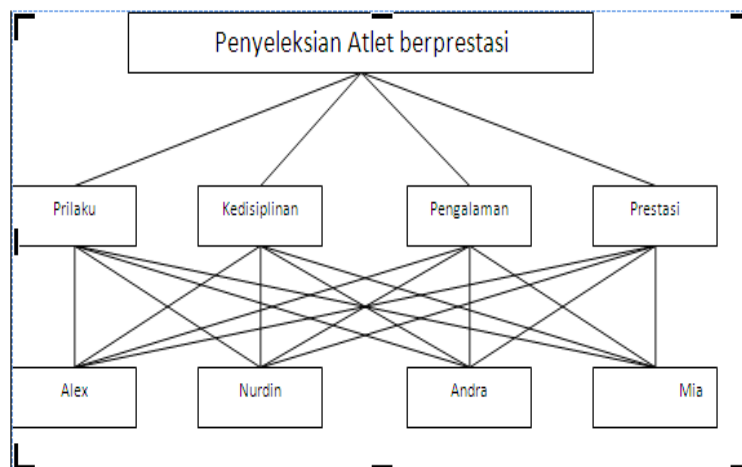 Penyeleksian Atlet berprestasi
Prilaku Kedisiplinan Pengalaman Prestasi
Alex Nurdin Andra Mia